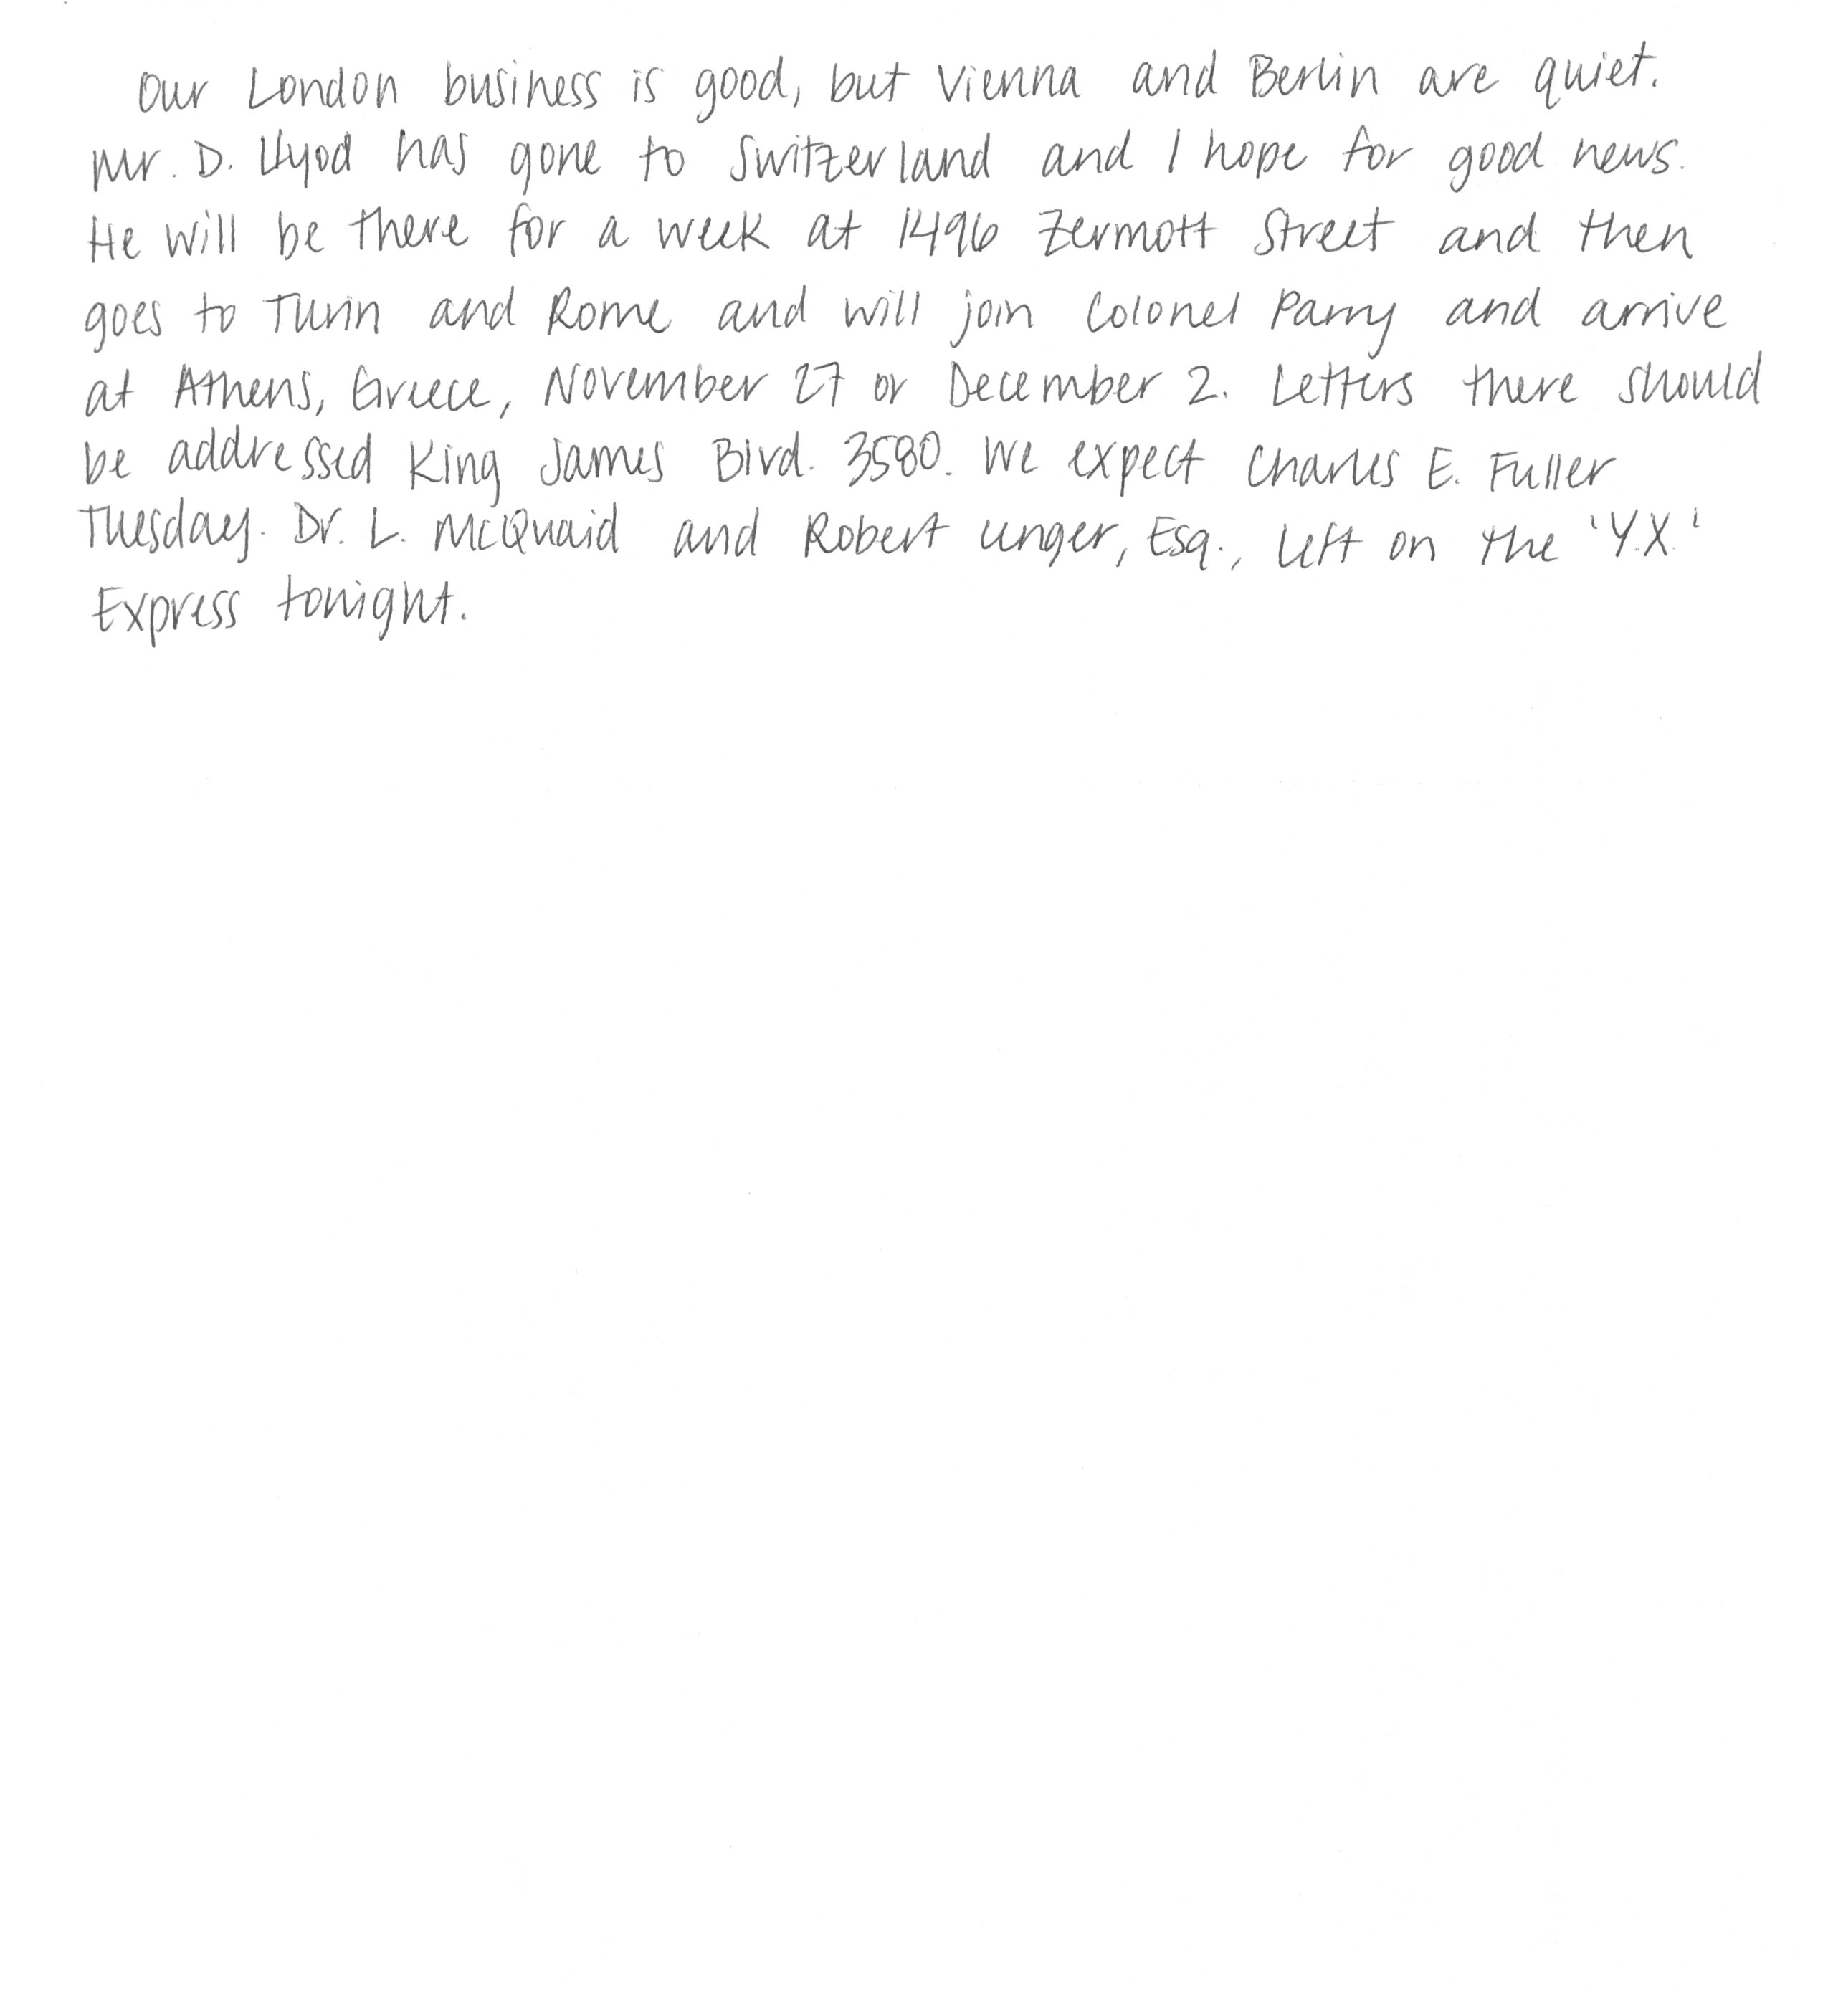 Our London business is good, but Vienna and Berlin are quiet.
Mr. D. Llyod has gone to Switzerland and I hope for good news.
He will be there for a week at 1496 Zermott Street and then
goes to Turin and Rome and will join Colonel Parry and arrive
at Athens, Greece, November 27 or December 2. Letters there should
be addressed King James Blvd. 3580. We expect Charles E. Fuller
Tuesday. Dr. L. McQuaid and Robert Unger, Esq., left on the 'Y.X.'
Express tonight.